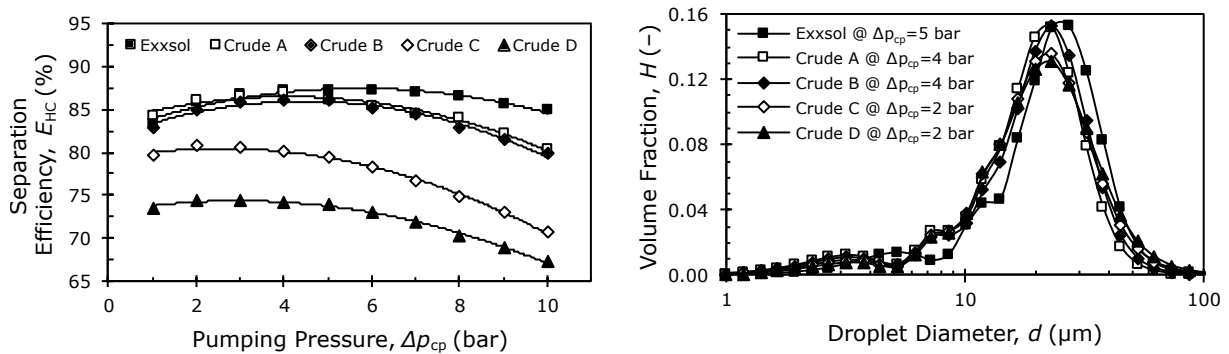 95
90
85
80
75
70
65
Separation
Efficiency, E_HC (%)
Exxsol Crude A Crude B Crude C Crude D
0 2 4 6 8 10
Pumping Pressure, Δp_cp (bar)
0.16
0.12
0.08
0.04
0.00
Volume Fraction, H (−)
Exxsol @ Δp_cp=5 bar
Crude A @ Δp_cp=4 bar
Crude B @ Δp_cp=4 bar
Crude C @ Δp_cp=2 bar
Crude D @ Δp_cp=2 bar
1 10 100
Droplet Diameter, d (µm)